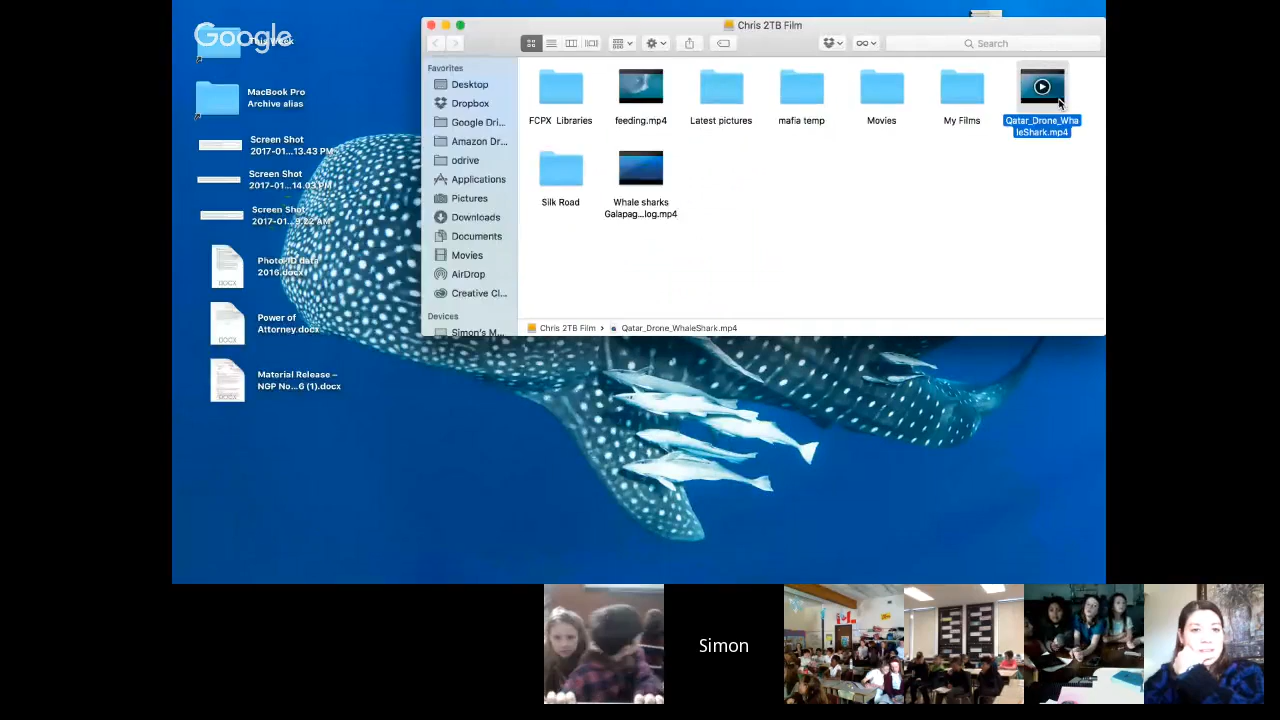 Google
Chris 2TB Film
Search
MacBook Pro
Archive alias
Screen Shot
2017-01...13.43 PM
Screen Shot
2017-01...14.03 PM
Screen Shot
2017-01...9.22 AM
Photo-ID data
2016.docx
DOCX
Power of
Attorney.docx
DOCX
Material Release –
NGP No...6 (1).docx
DOCX
Favorites
Desktop
Dropbox
Google Dri...
Amazon Dr...
odrive
Applications
Pictures
Downloads
Documents
Movies
AirDrop
Creative Cl...
Devices
Simon's M...
FCPX Libraries
feeding.mp4
Latest pictures
mafia temp
Movies
My Films
Qatar_Drone_Wha
leShark.mp4
Silk Road
Whale sharks
Galapag...log.mp4
Chris 2TB Film › Qatar_Drone_WhaleShark.mp4
Simon